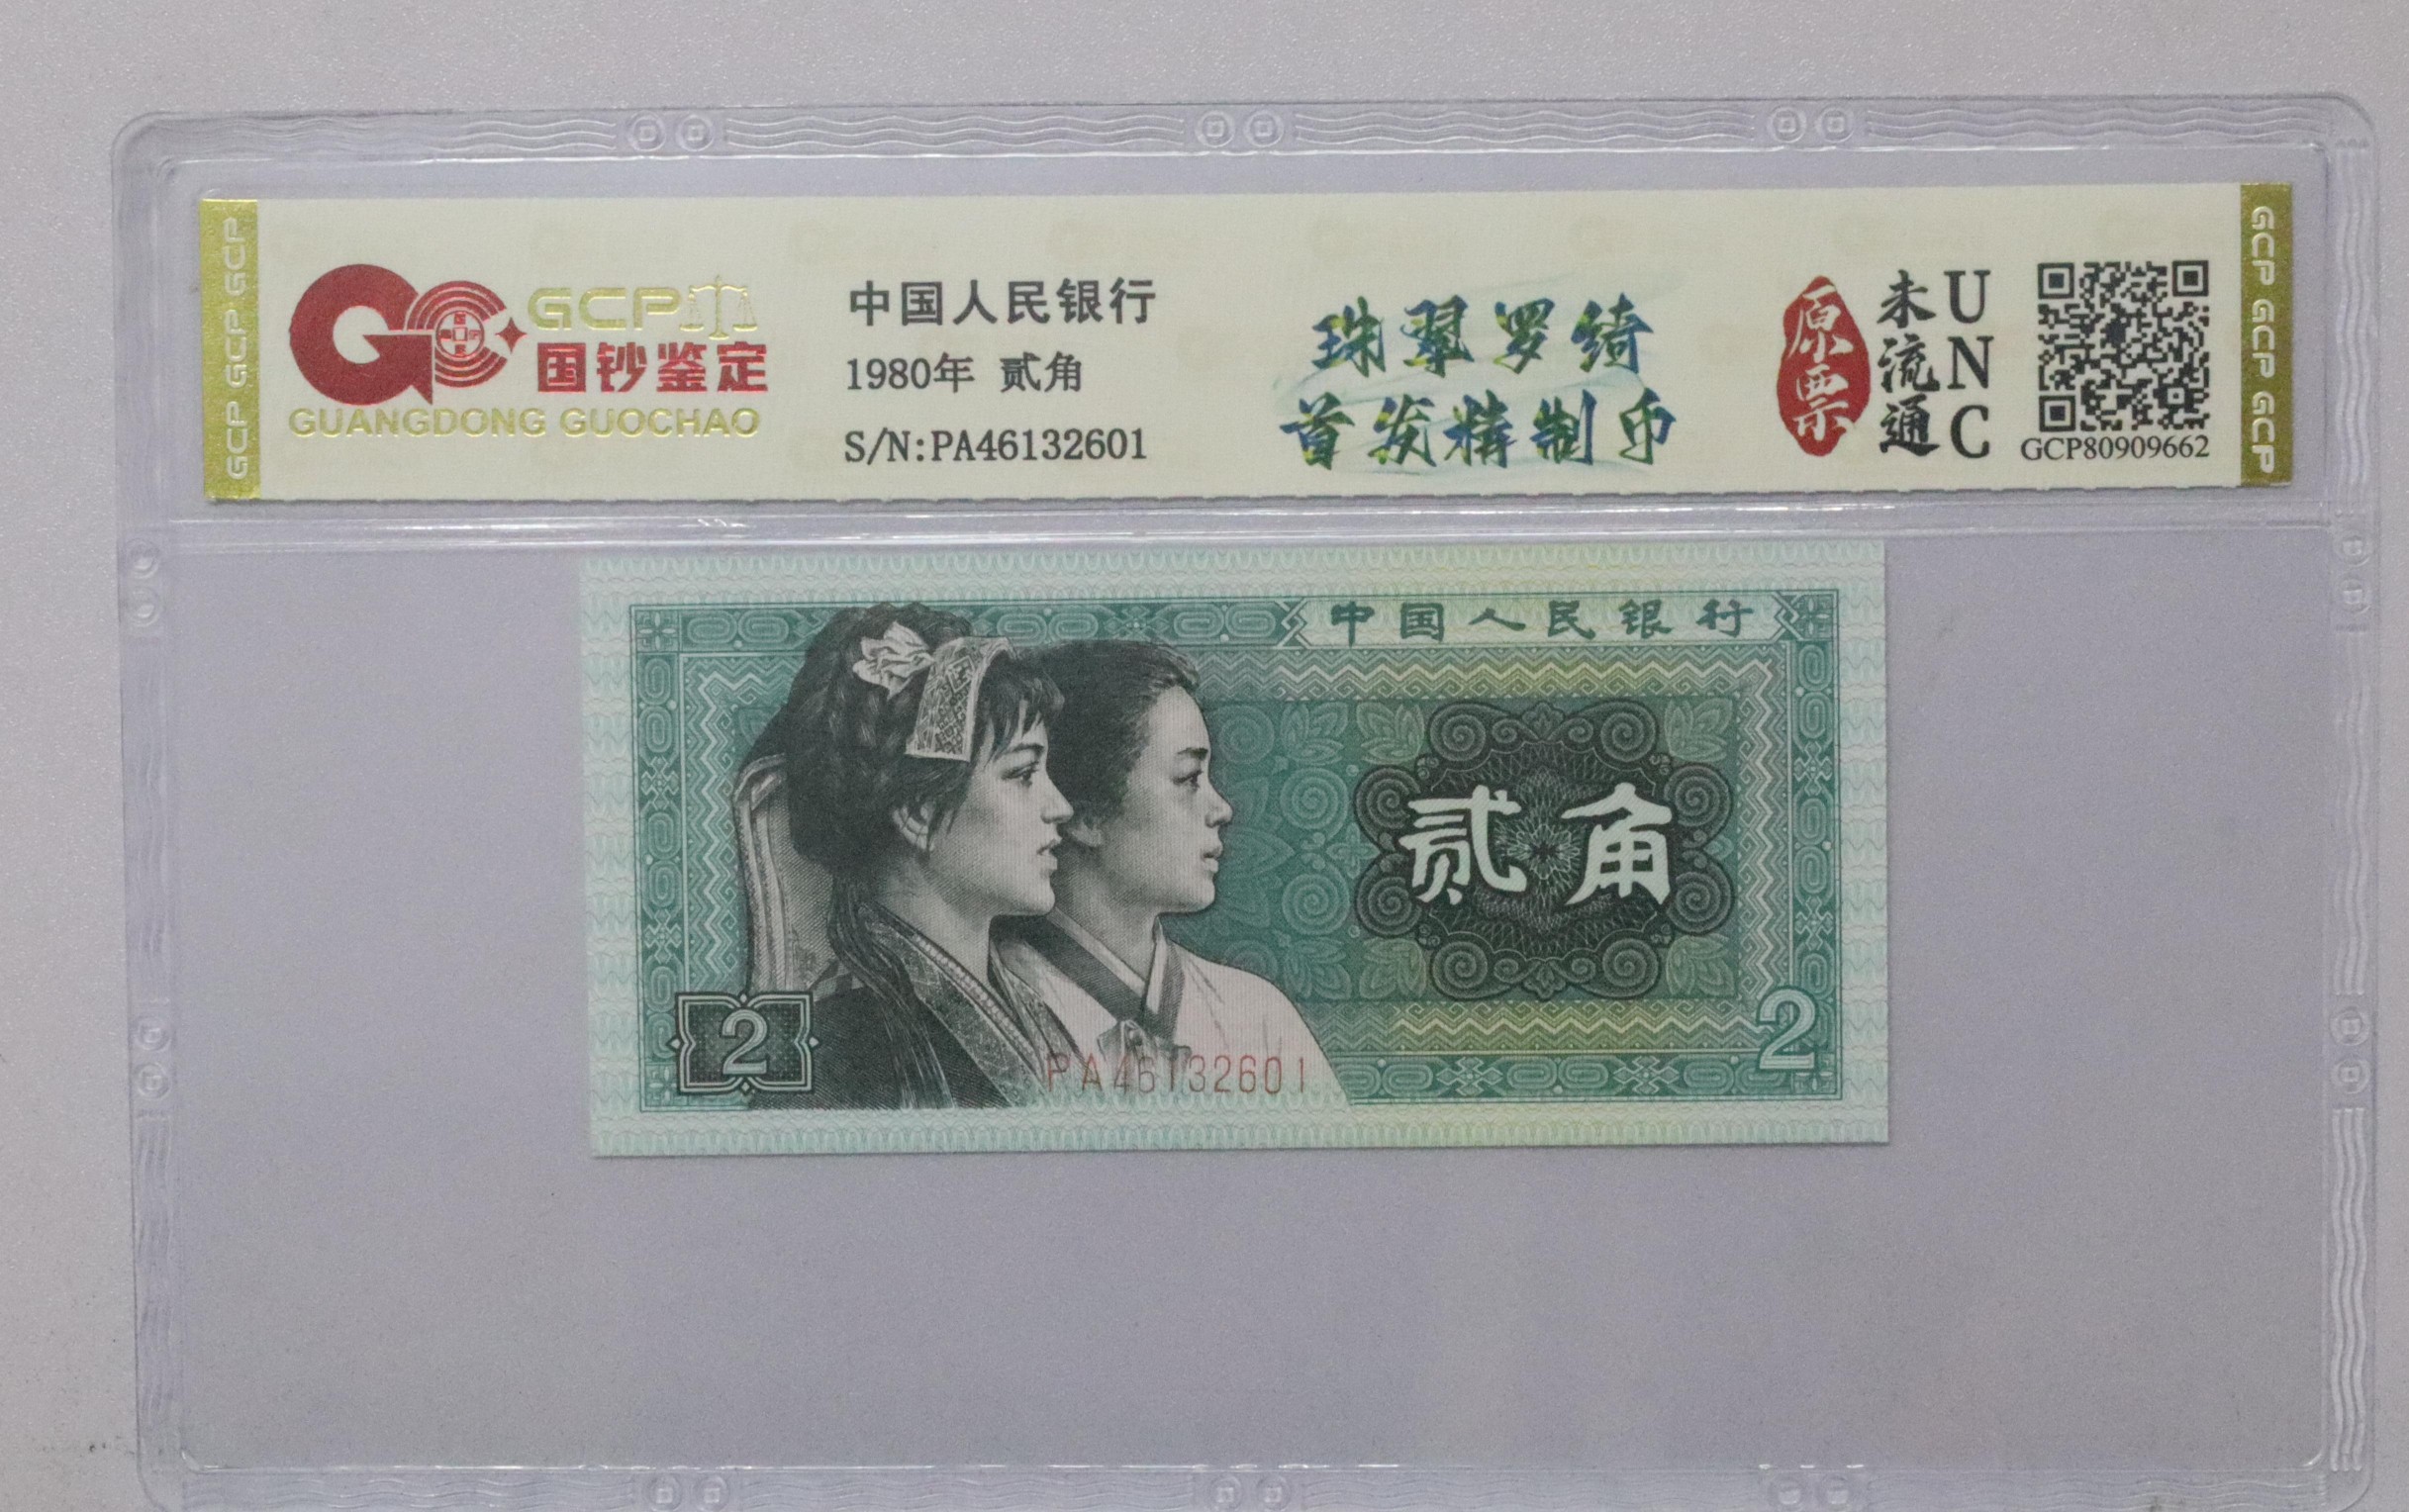 GCP GCP GCP
GCP
国钞鉴定
GUANGDONG GUOCHAO
中国人民银行
1980年 贰角
S/N:PA46132601
珠翠罗绮
首发精制币
原票
未流通
UNC
GCP80909662
GCP GCP GCP
中国人民银行
贰角
2
2
PA46132601